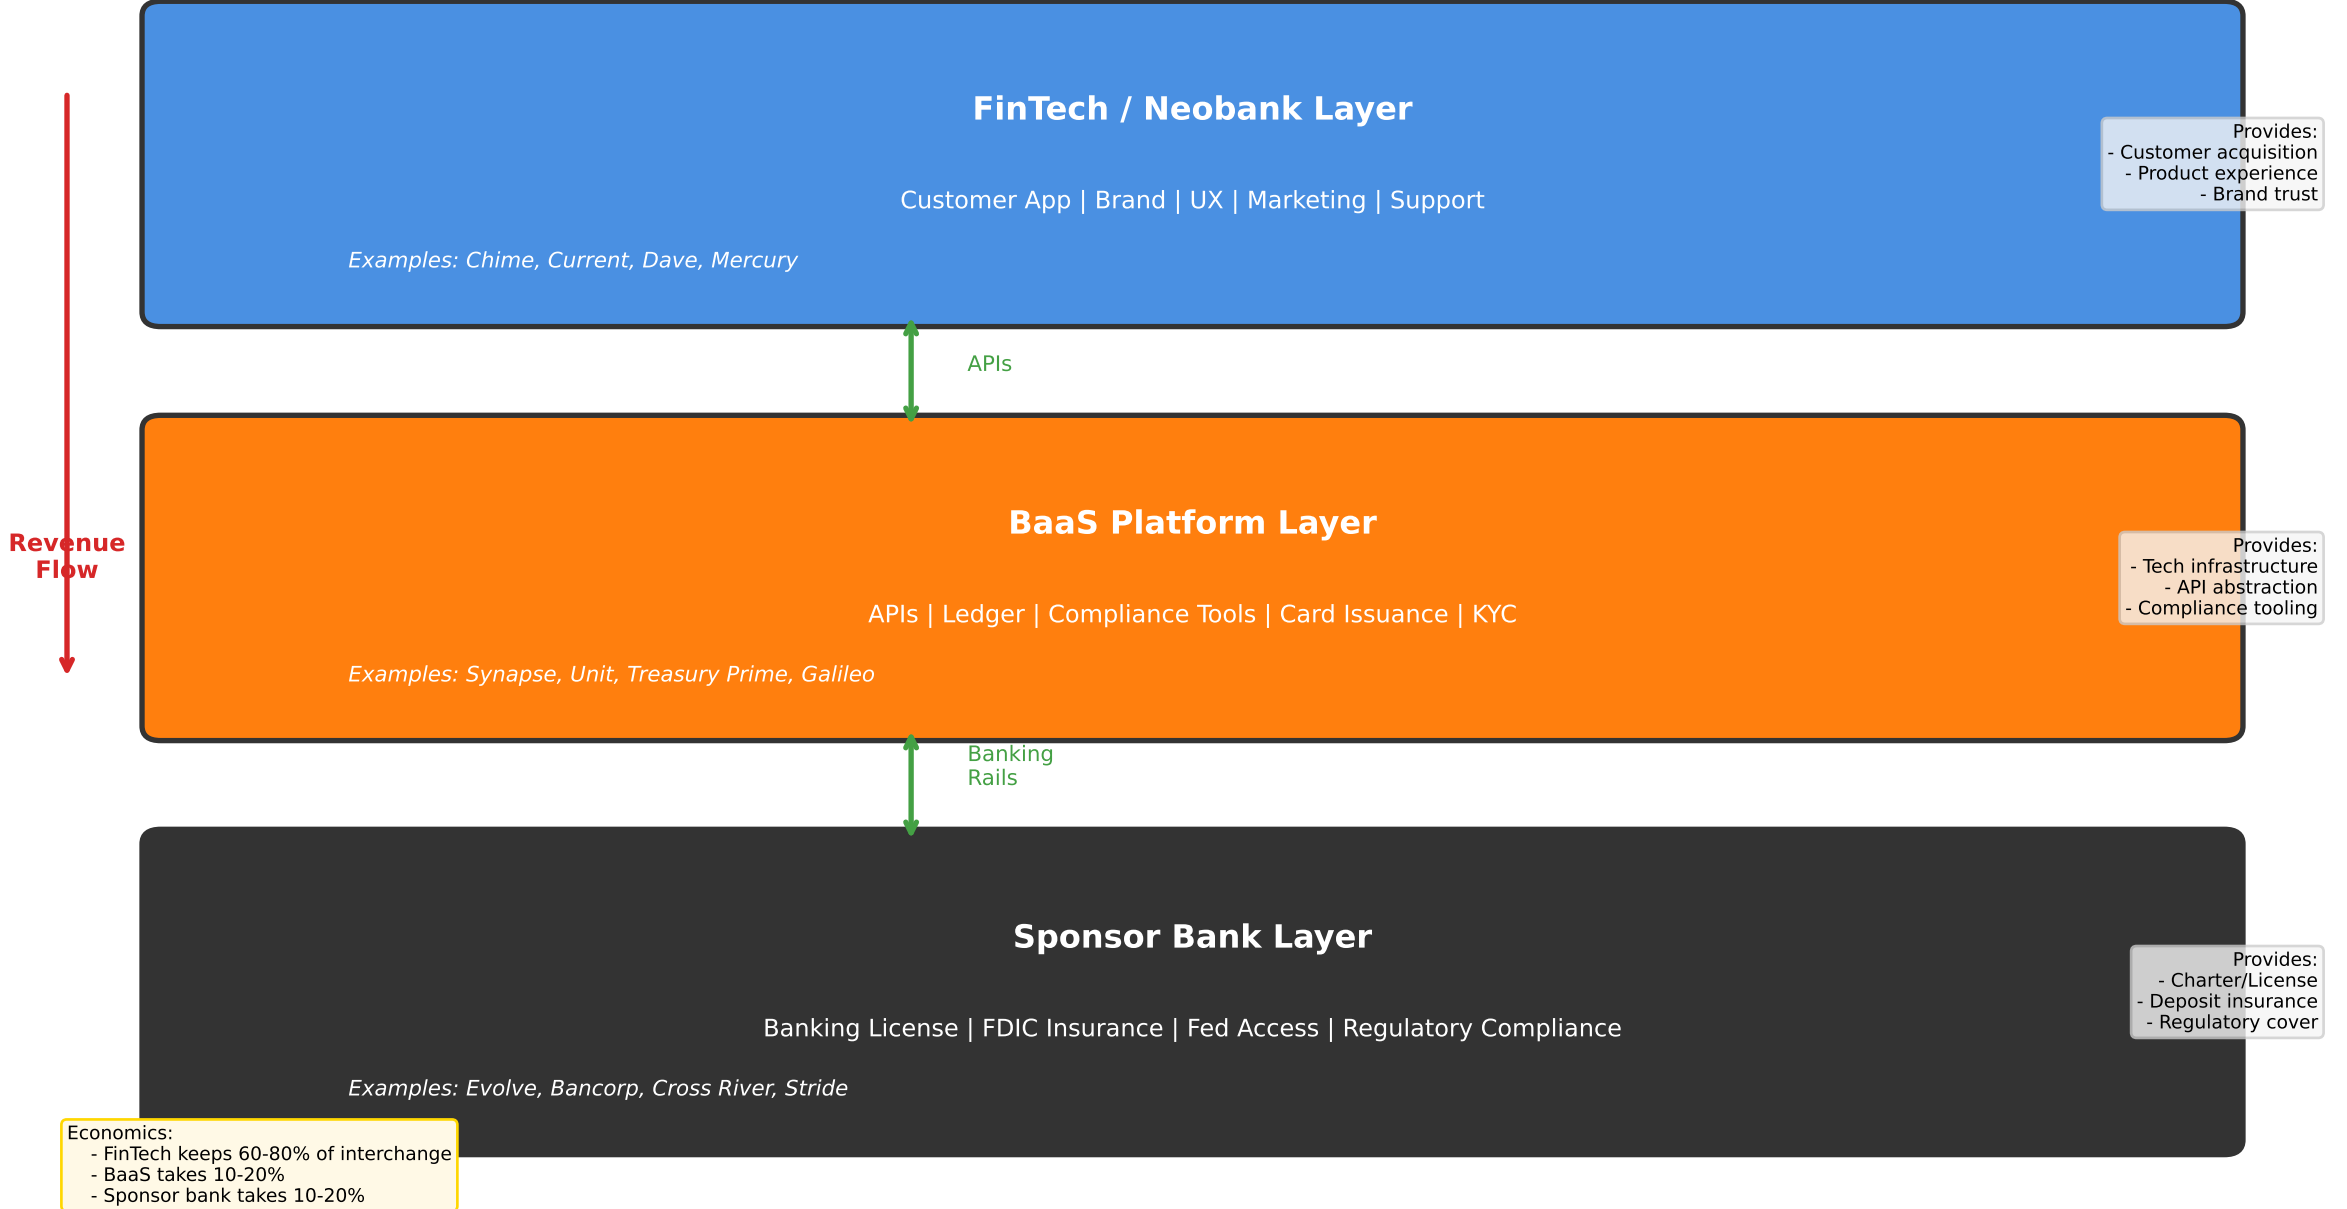 FinTech / Neobank Layer
Provides:
- Customer acquisition
- Product experience
- Brand trust
Customer App | Brand | UX | Marketing | Support
Examples: Chime, Current, Dave, Mercury
APIs
Revenue
Flow
BaaS Platform Layer
Provides:
- Tech infrastructure
- API abstraction
- Compliance tooling
APIs | Ledger | Compliance Tools | Card Issuance | KYC
Examples: Synapse, Unit, Treasury Prime, Galileo
Banking
Rails
Sponsor Bank Layer
Provides:
- Charter/License
- Deposit insurance
- Regulatory cover
Banking License | FDIC Insurance | Fed Access | Regulatory Compliance
Examples: Evolve, Bancorp, Cross River, Stride
Economics:
- FinTech keeps 60-80% of interchange
- BaaS takes 10-20%
- Sponsor bank takes 10-20%